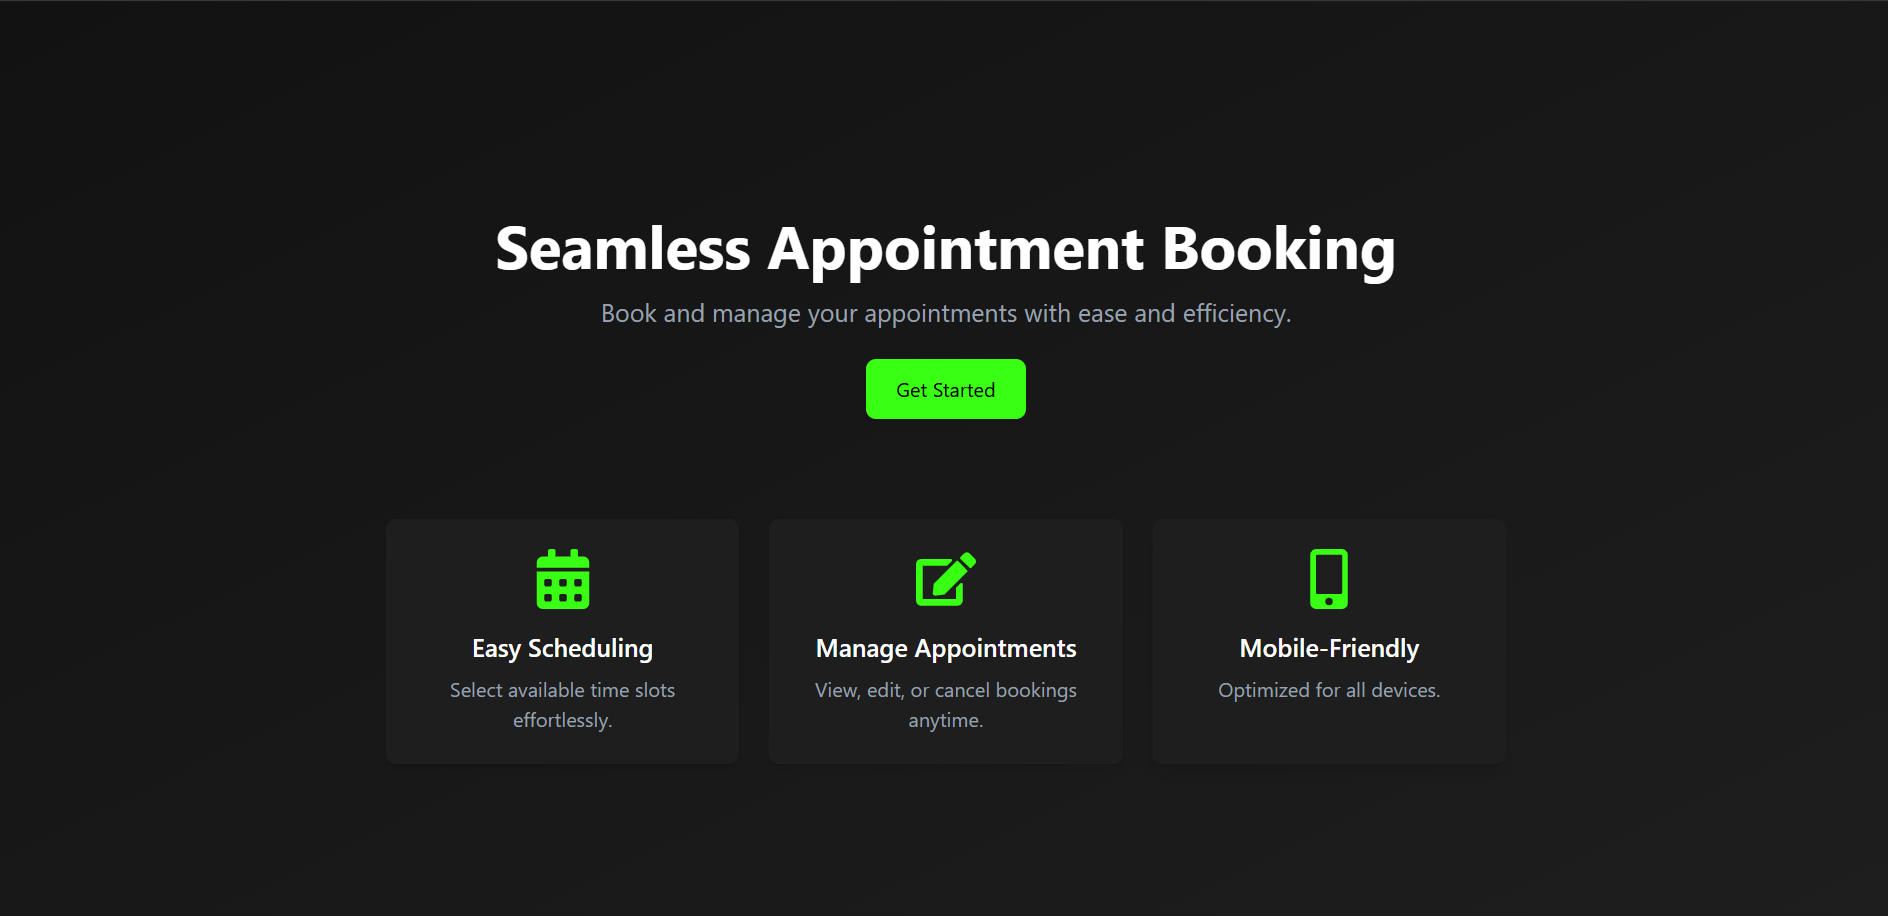 Seamless Appointment Booking
Book and manage your appointments with ease and efficiency.
Get Started
Easy Scheduling
Select available time slots
effortlessly.
Manage Appointments
View, edit, or cancel bookings
anytime.
Mobile-Friendly
Optimized for all devices.